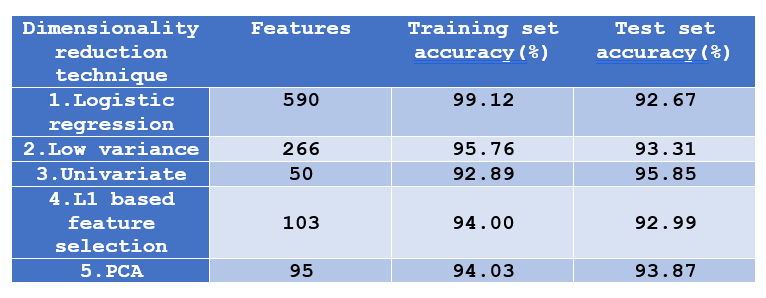 Dimensionality reduction technique Features Training set accuracy(%) Test set accuracy(%)
1.Logistic regression 590 99.12 92.67
2.Low variance 266 95.76 93.31
3.Univariate 50 92.89 95.85
4.L1 based feature selection 103 94.00 92.99
5.PCA 95 94.03 93.87